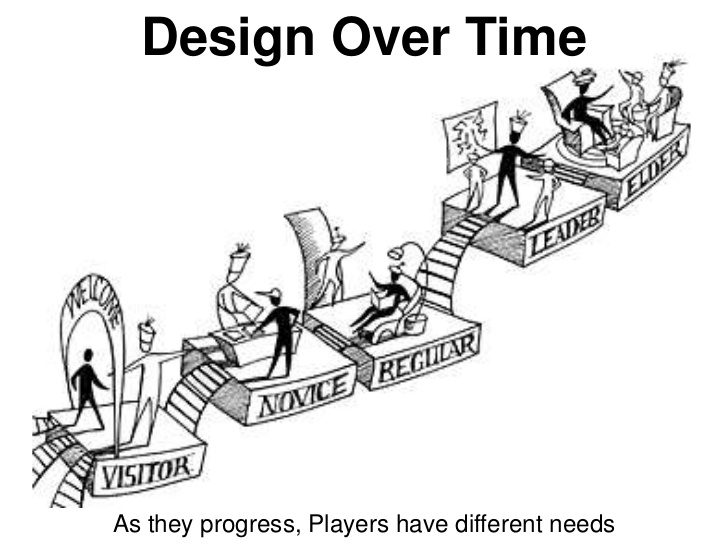 Design Over Time
ELDER
LEADER
WELCOME
REGULAR
NOVICE
VISITOR
As they progress, Players have different needs